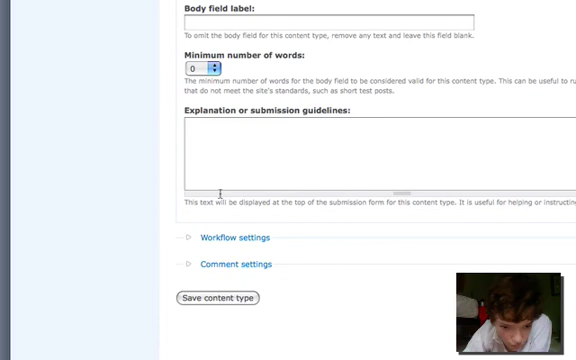 Body field label:
To omit the body field for this content type, remove any text and leave this field blank.
Minimum number of words:
0
The minimum number of words for the body field to be considered valid for this content type. This can be useful to
that do not meet the site's standards, such as short test posts.
Explanation or submission guidelines:
This text will be displayed at the top of the submission form for this content type. It is useful for helping or
Workflow settings
Comment settings
Save content type